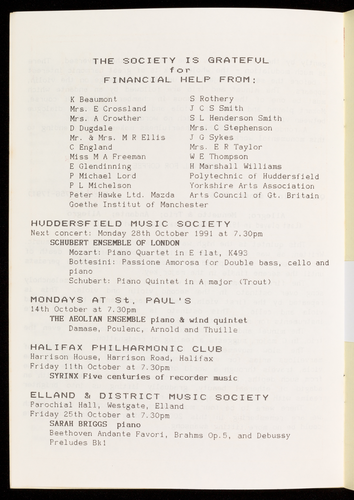 THE SOCIETY IS GRATEFUL
for
FINANCIAL HELP FROM:
K Beaumont S Rothery
Mrs. E Crossland J C S Smith
Mrs. A Crowther S L Henderson Smith
D Dugdale Mrs. C Stephenson
Mr. & Mrs. M R Ellis J G Sykes
C England Mrs. E R Taylor
Miss M A Freeman W E Thompson
E Glendinning H Marshall Williams
P Michael Lord Polytechnic of Huddersfield
P L Michelson Yorkshire Arts Association
Peter Hawke Ltd. Mazda Arts Council of Gt. Britain
Goethe Institut of Manchester
HUDDERSFIELD MUSIC SOCIETY
Next concert: Monday 28th October 1991 at 7.30pm
SCHUBERT ENSEMBLE OF LONDON
Mozart: Piano Quartet in E flat, K493
Bottesini: Passione Amorosa for Double bass, cello and
piano
Schubert: Piano Quintet in A major (Trout)
MONDAYS AT St. PAUL'S
14th October at 7.30pm
THE AEOLIAN ENSEMBLE piano & wind quintet
Damase, Poulenc, Arnold and Thuille
HALIFAX PHILHARMONIC CLUB
Harrison House, Harrison Road, Halifax
Friday 11th October at 7.30pm
SYRINX Five centuries of recorder music
ELLAND & DISTRICT MUSIC SOCIETY
Parochial Hall, Westgate, Elland
Friday 25th October at 7.30pm
SARAH BRIGGS piano
Beethoven Andante Favori, Brahms Op.5, and Debussy
Preludes Bk1